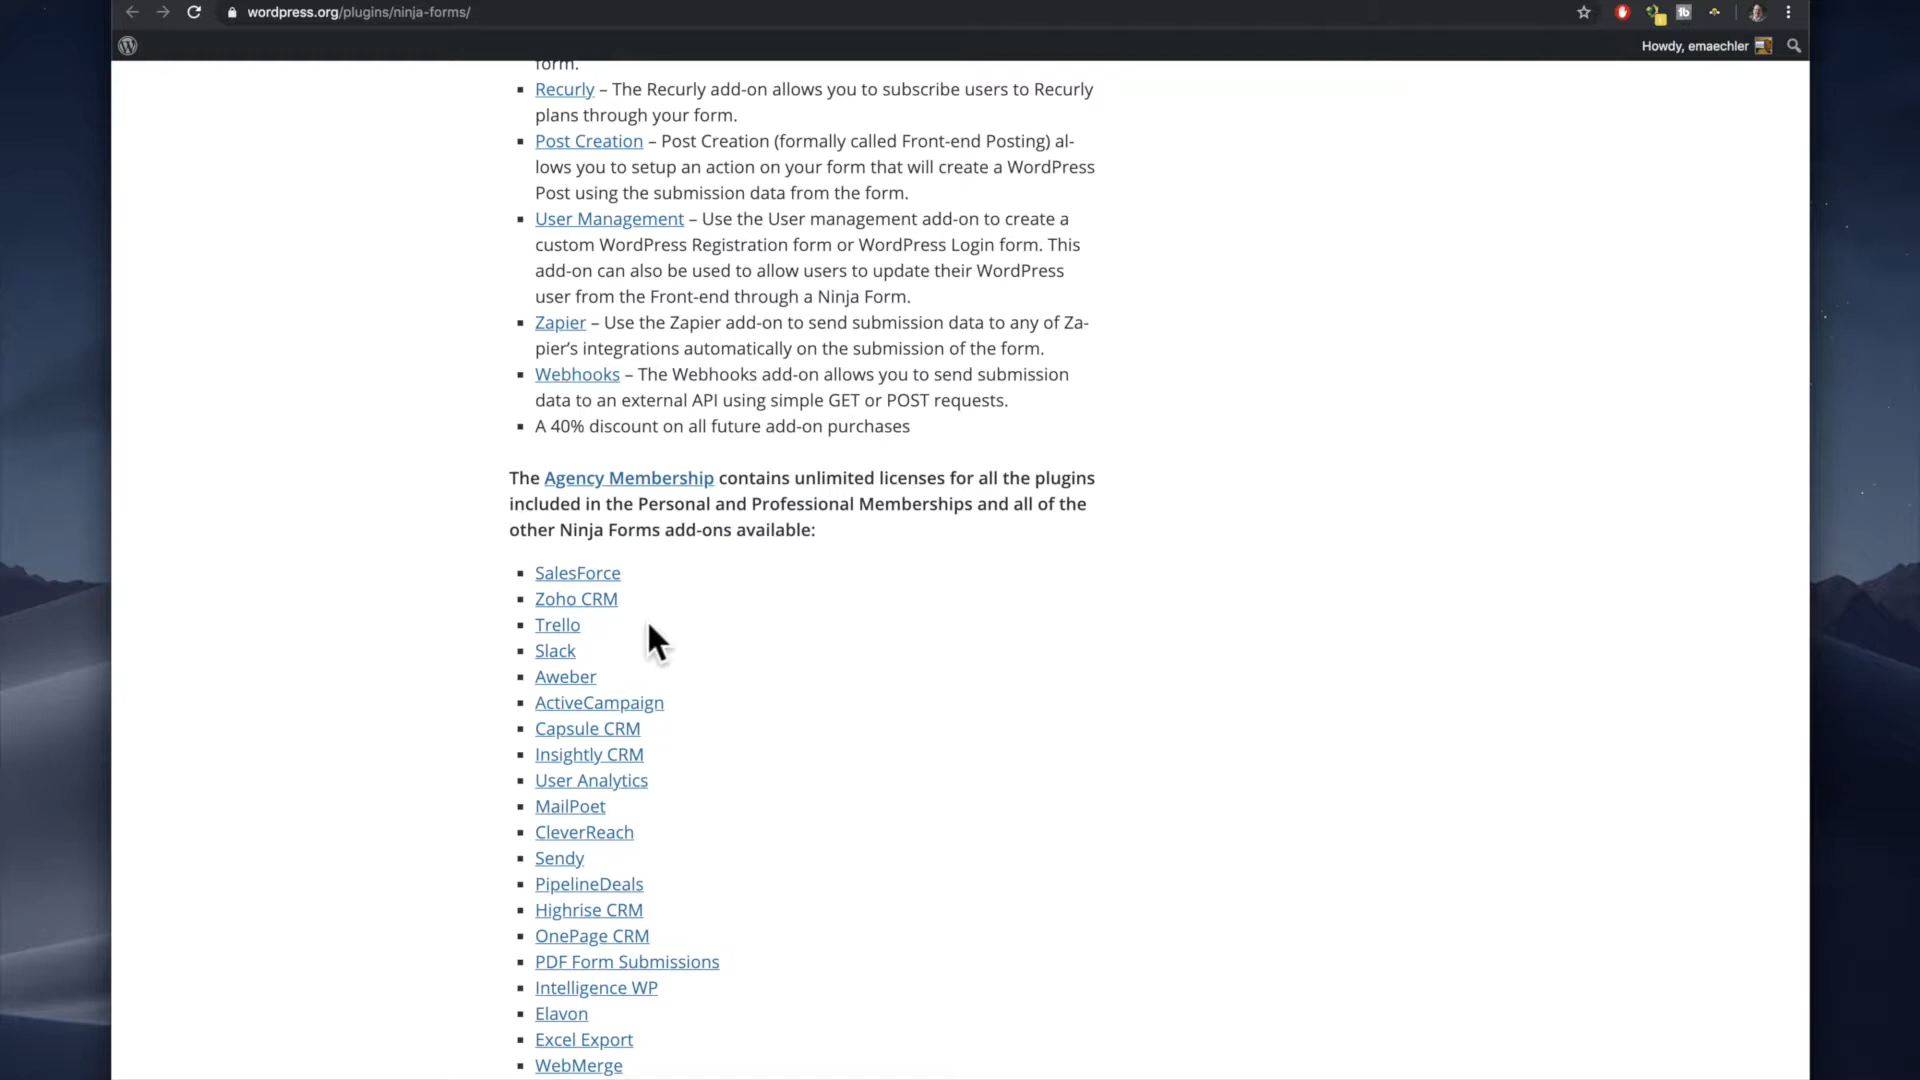 wordpress.org/plugins/ninja-forms/
Howdy, emaechler
form.
Recurly – The Recurly add-on allows you to subscribe users to Recurly
plans through your form.
Post Creation – Post Creation (formally called Front-end Posting) al-
lows you to setup an action on your form that will create a WordPress
Post using the submission data from the form.
User Management – Use the User management add-on to create a
custom WordPress Registration form or WordPress Login form. This
add-on can also be used to allow users to update their WordPress
user from the Front-end through a Ninja Form.
Zapier – Use the Zapier add-on to send submission data to any of Za-
pier’s integrations automatically on the submission of the form.
Webhooks – The Webhooks add-on allows you to send submission
data to an external API using simple GET or POST requests.
A 40% discount on all future add-on purchases
The Agency Membership contains unlimited licenses for all the plugins
included in the Personal and Professional Memberships and all of the
other Ninja Forms add-ons available:
SalesForce
Zoho CRM
Trello
Slack
Aweber
ActiveCampaign
Capsule CRM
Insightly CRM
User Analytics
MailPoet
CleverReach
Sendy
PipelineDeals
Highrise CRM
OnePage CRM
PDF Form Submissions
Intelligence WP
Elavon
Excel Export
WebMerge